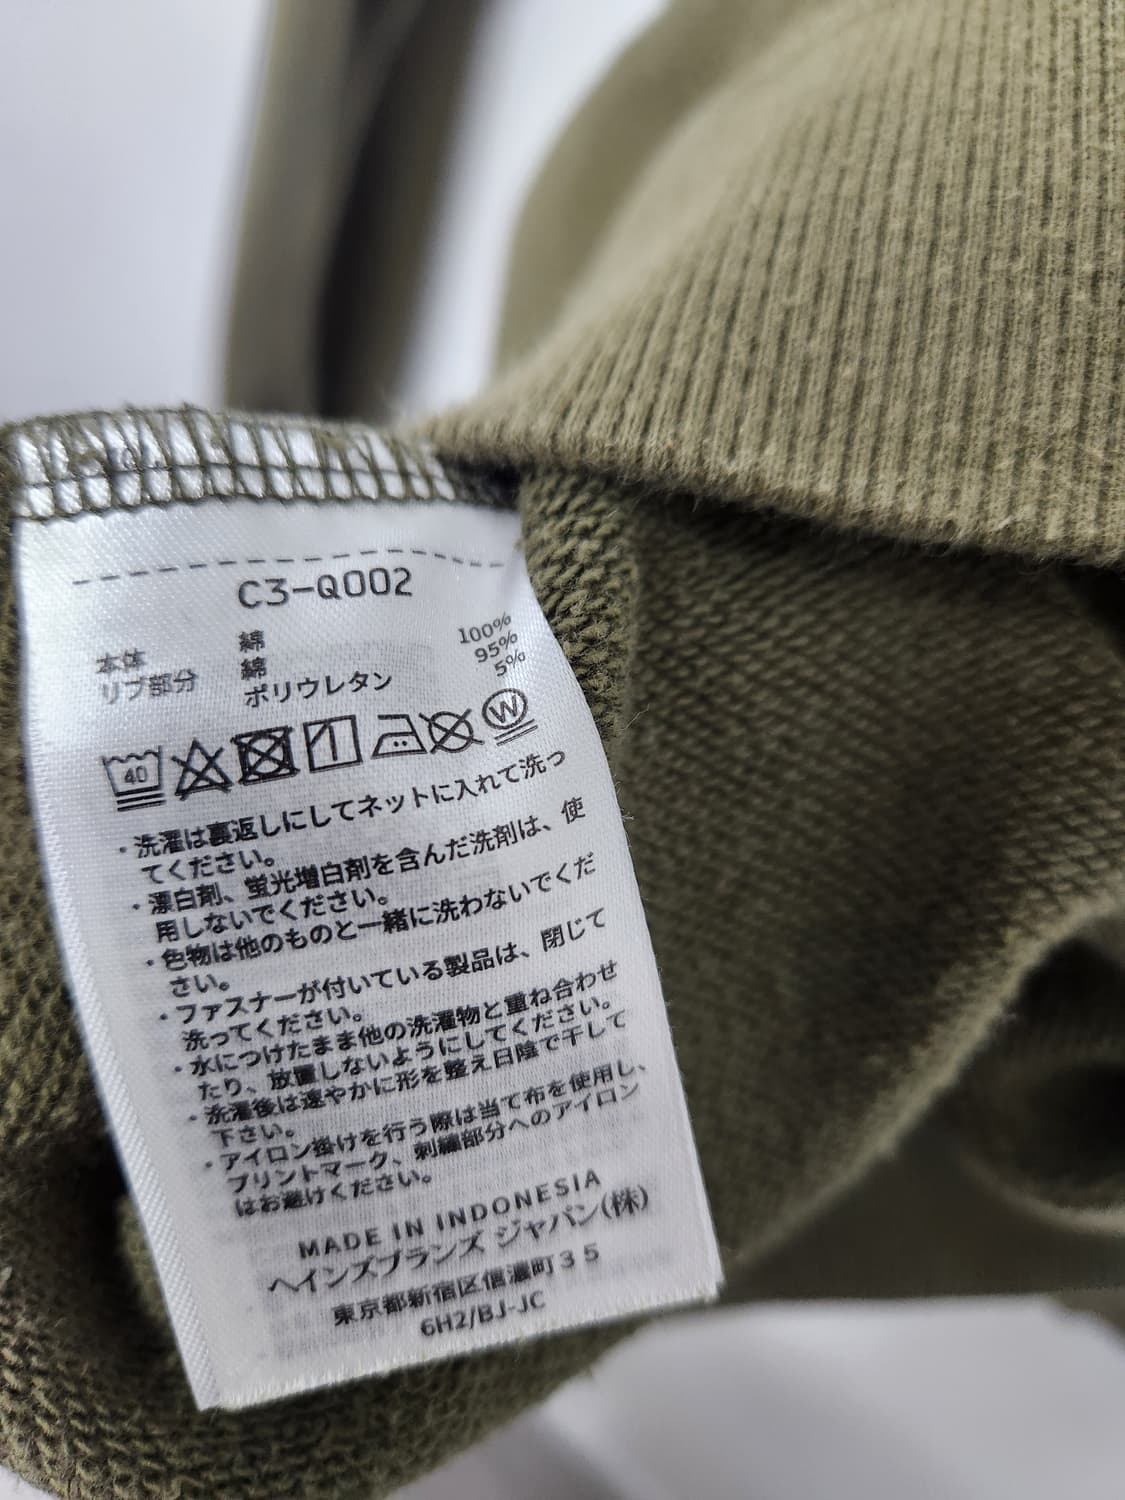 C3-Q002
本体 綿 100%
リブ部分 綿 95%
ポリウレタン 5%
40
W
・洗濯は裏返しにしてネットに入れて洗っ
てください。
・漂白剤、蛍光増白剤を含んだ洗剤は、使
用しないでください。
・色物は他のものと一緒に洗わないでくだ
さい。
・ファスナーが付いている製品は、閉じて
洗ってください。
・水につけたまま他の洗濯物と重ね合わせ
たり、放置しないようにしてください。
・洗濯後は速やかに形を整え日陰で干して
下さい。
・アイロン掛けを行う際は当て布を使用し、
プリントマーク、刺繍部分へのアイロン
はお避けください。
MADE IN INDONESIA
ヘインズブランズ ジャパン(株)
東京都新宿区信濃町35
6H2/BJ-JC